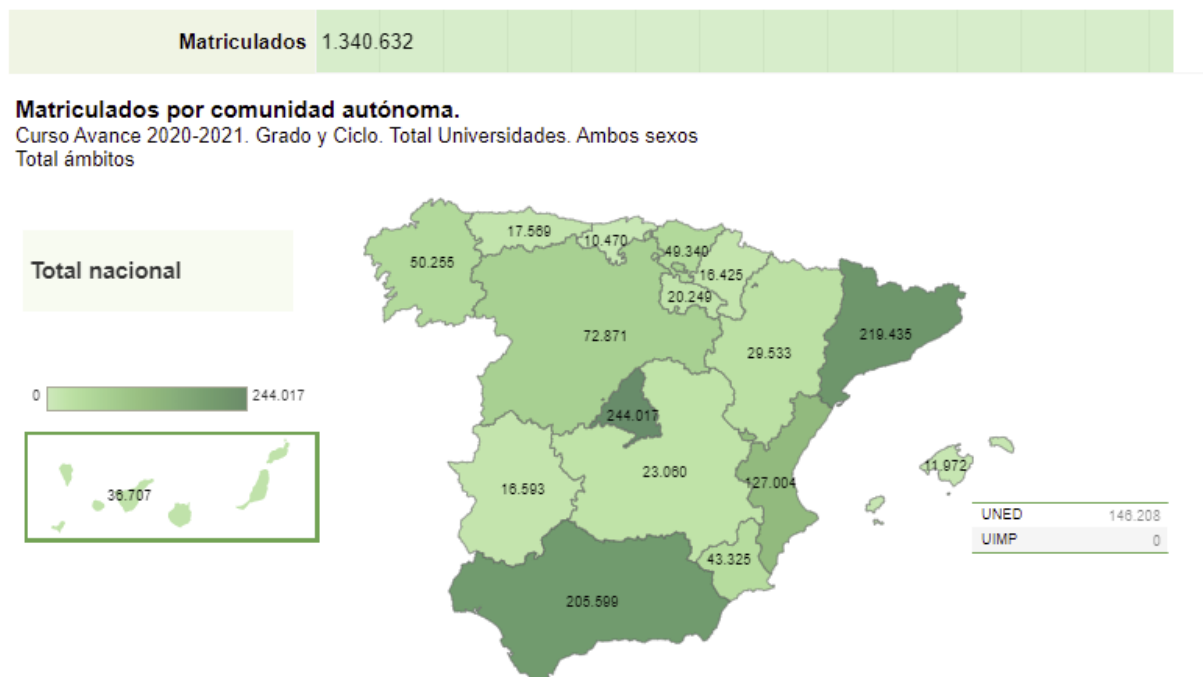 Matriculados 1.340.632
Matriculados por comunidad autónoma.
Curso Avance 2020-2021. Grado y Ciclo. Total Universidades. Ambos sexos
Total ámbitos
Total nacional
0 244.017
36.707
50.255
17.569
10.470
49.340
16.425
20.249
72.871
29.533
219.435
244.017
23.060
16.593
127.004
11.972
43.325
205.599
UNED 146.208
UIMP 0